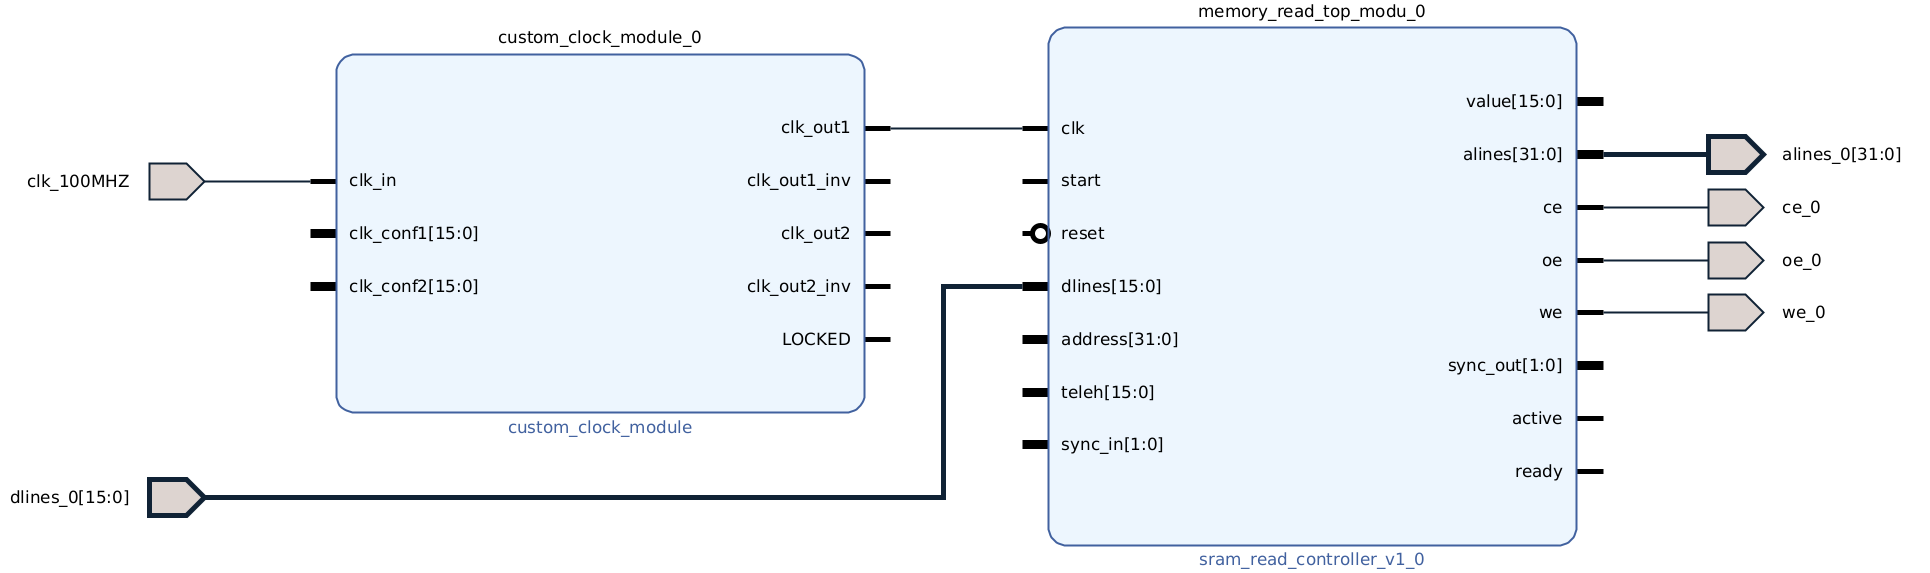 memory_read_top_modu_0
custom_clock_module_0
clk_100MHZ
clk_in
clk_conf1[15:0]
clk_conf2[15:0]
clk_out1
clk_out1_inv
clk_out2
clk_out2_inv
LOCKED
custom_clock_module
dlines_0[15:0]
clk
start
reset
dlines[15:0]
address[31:0]
teleh[15:0]
sync_in[1:0]
value[15:0]
alines[31:0]
ce
oe
we
sync_out[1:0]
active
ready
sram_read_controller_v1_0
alines_0[31:0]
ce_0
oe_0
we_0